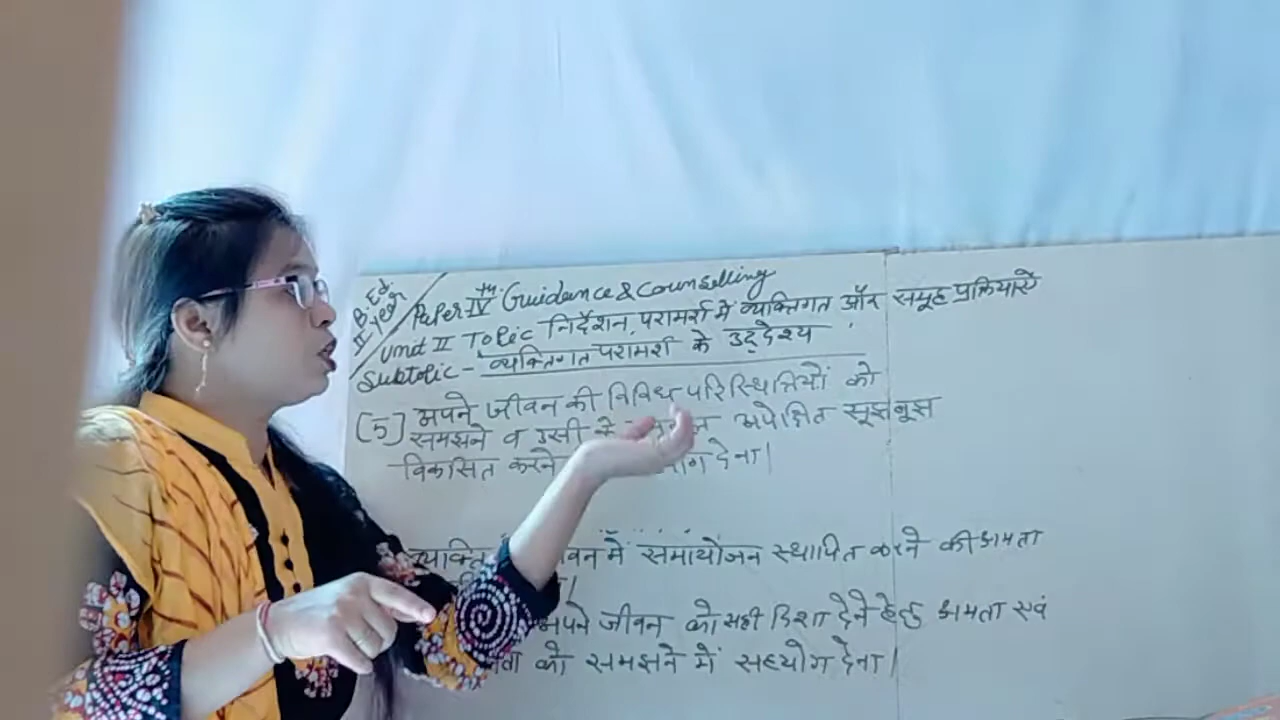 B.Ed.
II Year
Paper-IVth Guidance & Counselling
Unit II Topic निर्देशन, परामर्श में व्यक्तिगत और समूह प्रक्रियाएँ
Subtopic - व्यक्तिगत परामर्श के उद्देश्य
(5) अपने जीवन की विविध परिस्थितियों को
समझने व उसी के अपेक्षित सूझबूझ
विकसित करने देना।
में समायोजन स्थापित करने की क्षमता
अपने जीवन को सही दिशा देने हेतु क्षमता एवं
को समझने में सहयोग देना।